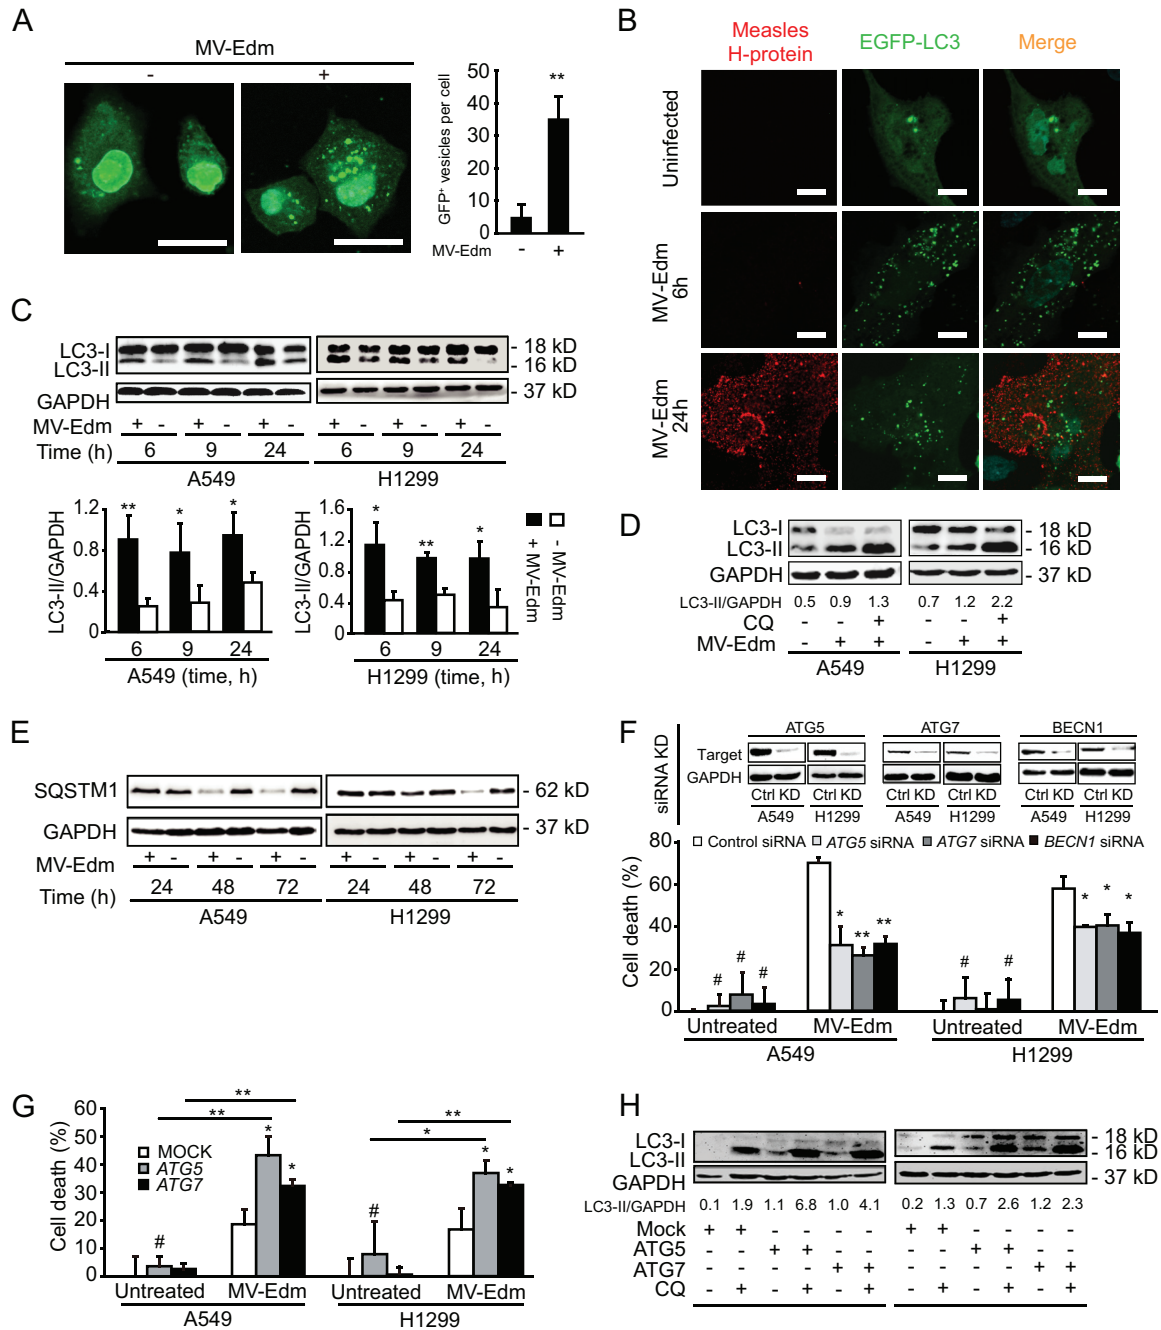 A
MV-Edm
- +
50
40
30
20
10
0
GFP+ vesicles per cell
**
MV-Edm - +
B
Measles H-protein EGFP-LC3 Merge
Uninfected
MV-Edm 6h
MV-Edm 24h
C
LC3-I
LC3-II
GAPDH
- 18 kD
- 16 kD
- 37 kD
MV-Edm + - + - + - + - + - + -
Time (h) 6 9 24 6 9 24
A549 H1299
LC3-II/GAPDH
1.2
0.8
0.4
0
** * *
6 9 24
A549 (time, h)
LC3-II/GAPDH
1.6
1.2
0.8
0.4
0
* ** *
6 9 24
H1299 (time, h)
+ MV-Edm
- MV-Edm
D
LC3-I
LC3-II
GAPDH
- 18 kD
- 16 kD
- 37 kD
LC3-II/GAPDH 0.5 0.9 1.3 0.7 1.2 2.2
CQ - - + - - +
MV-Edm - + + - + +
A549 H1299
E
SQSTM1
GAPDH
- 62 kD
- 37 kD
MV-Edm + - + - + - + - + - + -
Time (h) 24 48 72 24 48 72
A549 H1299
F
siRNA KD
ATG5 ATG7 BECN1
Target
GAPDH
Ctrl KD Ctrl KD Ctrl KD Ctrl KD Ctrl KD Ctrl KD
A549 H1299 A549 H1299 A549 H1299
Control siRNA ATG5 siRNA ATG7 siRNA BECN1 siRNA
Cell death (%)
80
60
40
20
0
# # # * ** ** # # * * *
Untreated MV-Edm Untreated MV-Edm
A549 H1299
G
Cell death (%)
60
50
40
30
20
10
0
MOCK
ATG5
ATG7
**
**
**
*
# * * # * *
Untreated MV-Edm Untreated MV-Edm
A549 H1299
H
LC3-I
LC3-II
GAPDH
- 18 kD
- 16 kD
- 37 kD
LC3-II/GAPDH 0.1 1.9 1.1 6.8 1.0 4.1 0.2 1.3 0.7 2.6 1.2 2.3
Mock + + - - - - + + - - - -
ATG5 - - + + - - - - + + - -
ATG7 - - - - + + - - - - + +
CQ - + - + - + - + - + - +